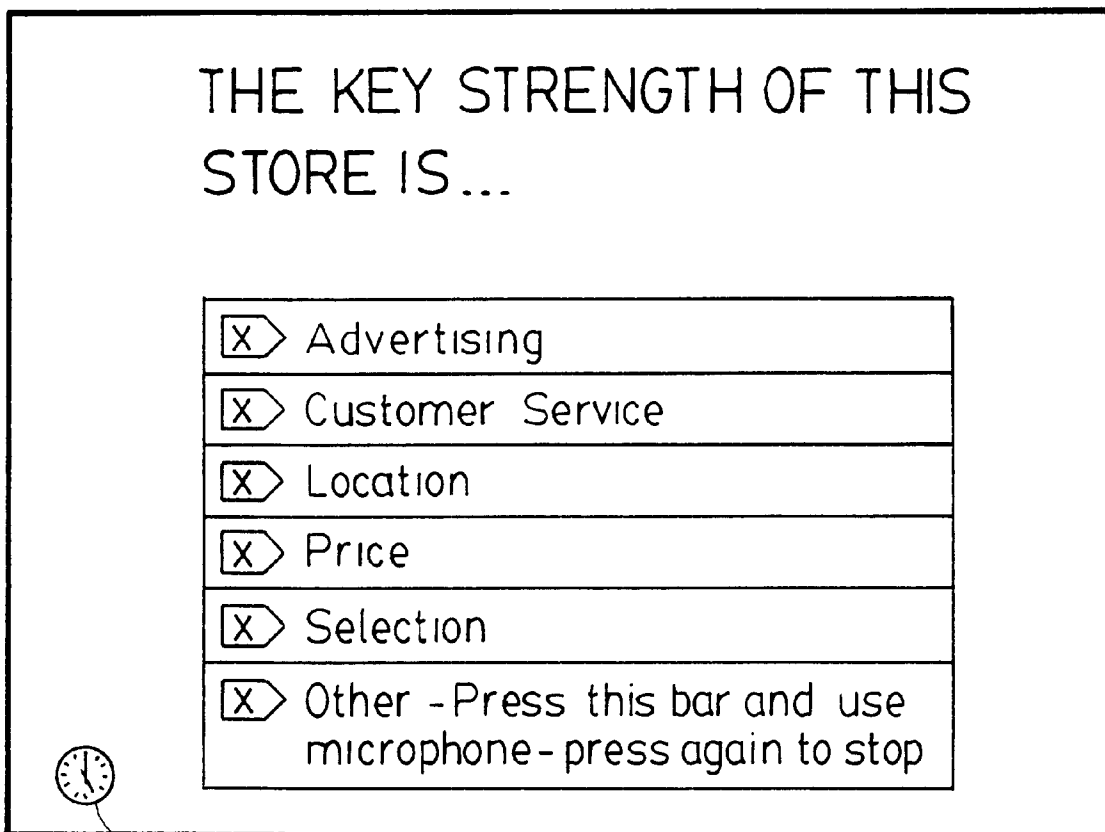 THE KEY STRENGTH OF THIS
STORE IS...
X Advertising
X Customer Service
X Location
X Price
X Selection
X Other - Press this bar and use
microphone - press again to stop